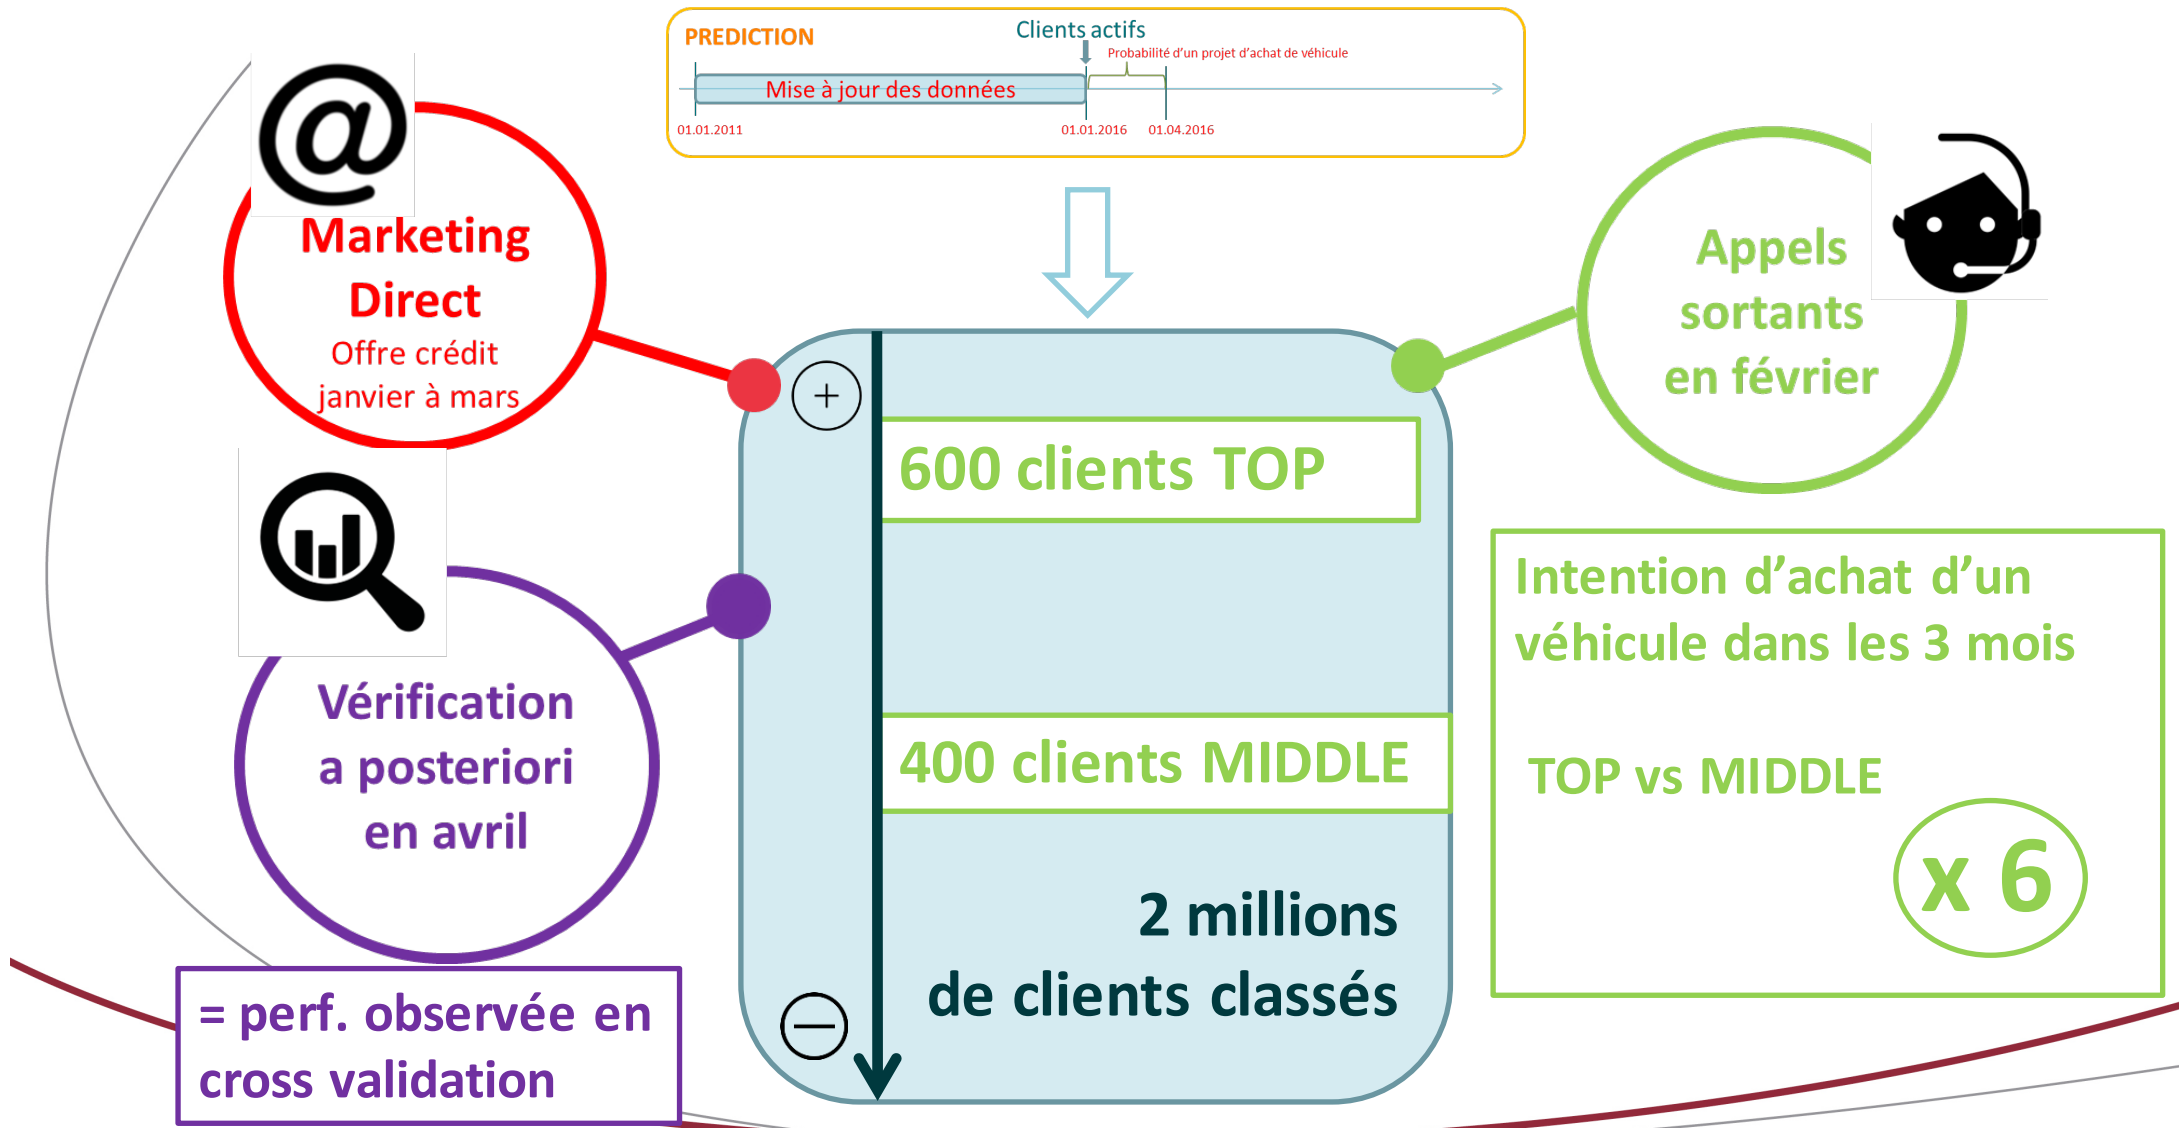 PREDICTION
Clients actifs
Probabilité d’un projet d’achat de véhicule
Mise à jour des données
01.01.2011
01.01.2016
01.04.2016
@
Marketing
Direct
Offre crédit
janvier à mars
Appels
sortants
en février
+
600 clients TOP
400 clients MIDDLE
2 millions
de clients classés
−
Vérification
a posteriori
en avril
= perf. observée en
cross validation
Intention d’achat d’un
véhicule dans les 3 mois
TOP vs MIDDLE
x 6